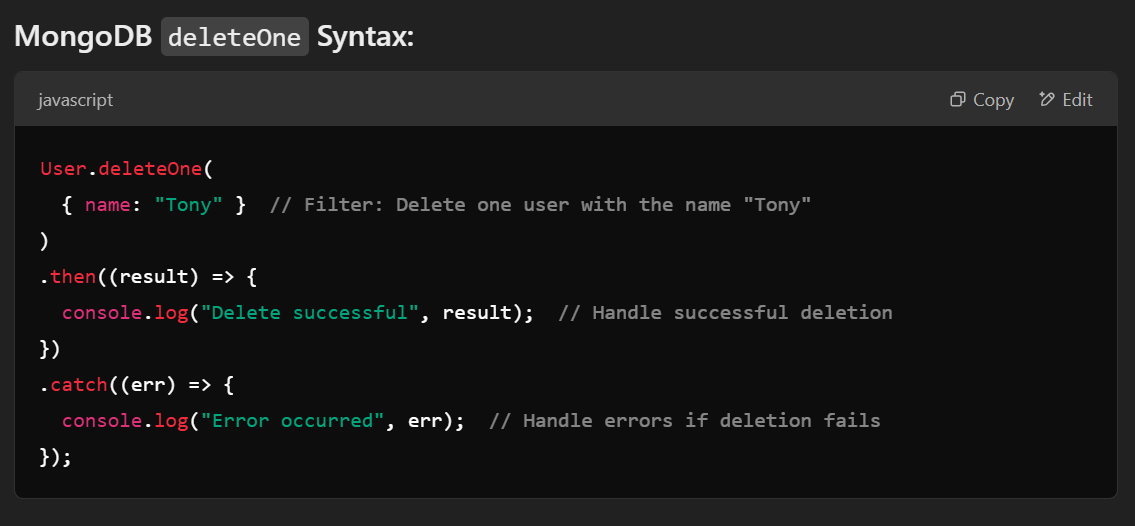 MongoDB deleteOne Syntax:
javascript
Copy
Edit
User.deleteOne(
  { name: "Tony" }  // Filter: Delete one user with the name "Tony"
)
.then((result) => {
  console.log("Delete successful", result);  // Handle successful deletion
})
.catch((err) => {
  console.log("Error occurred", err);  // Handle errors if deletion fails
});